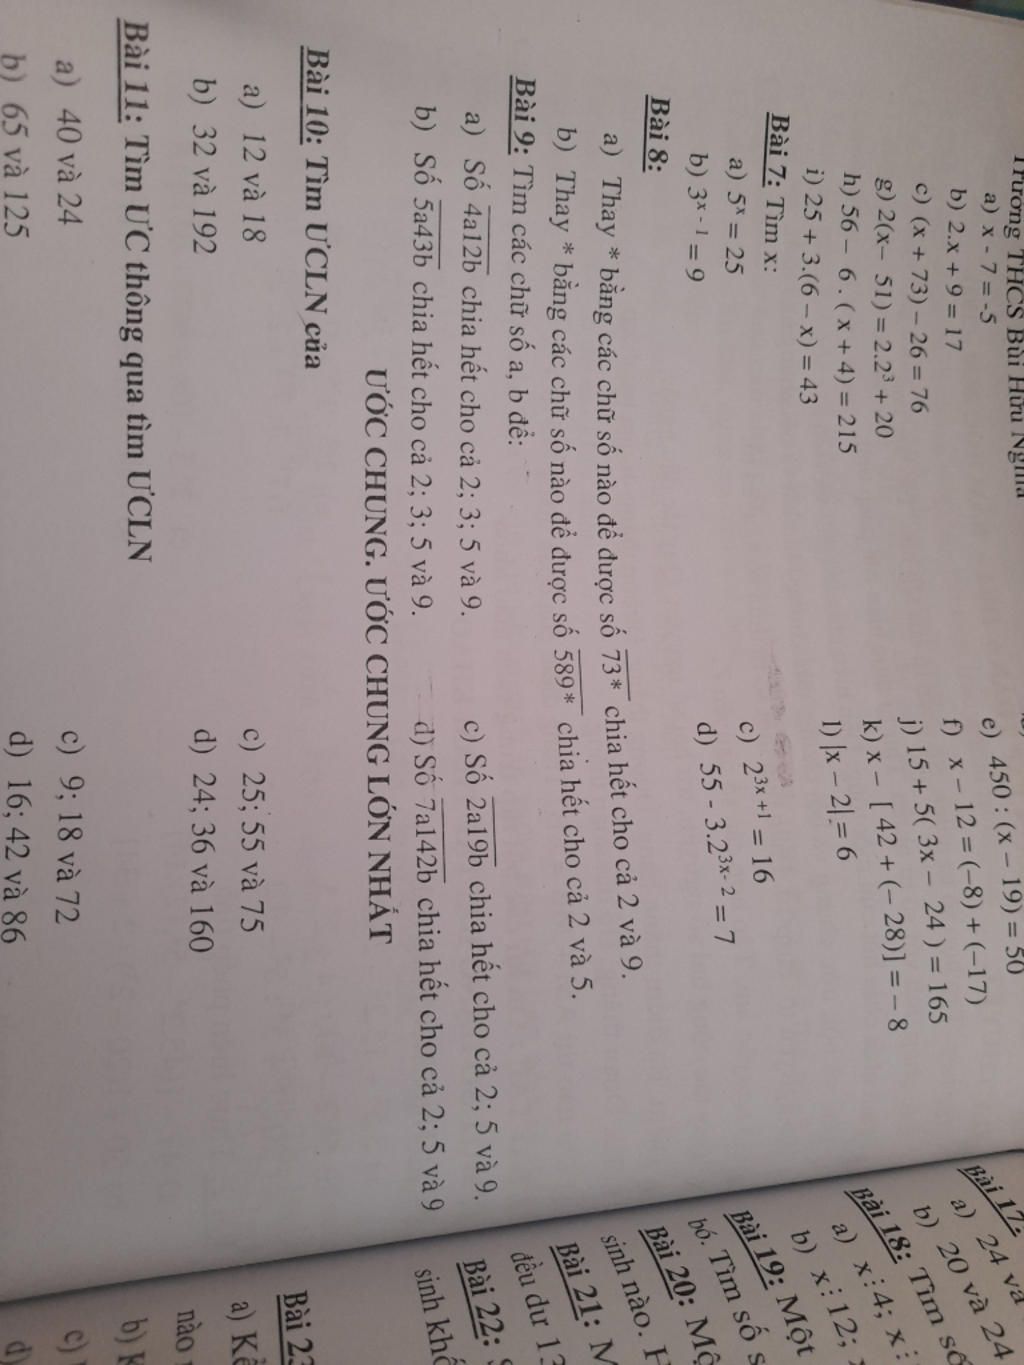 Trường THCS Bùi Hữu Nghĩa
a) x - 7 = -5
b) 2.x + 9 = 17
c) (x + 73) – 26 = 76
g) 2(x– 51) = 2.2³ + 20
h) 56 – 6 . ( x + 4) = 215
i) 25 + 3.(6 – x) = 43
e) 450 : (x – 19) = 50
f) x – 12 = (–8) + (–17)
j) 15 + 5( 3x – 24 ) = 165
k) x – [ 42 + (– 28)] = – 8
l) |x – 2| = 6
Bài 7: Tìm x:
a) 5ˣ = 25
b) 3ˣ ⁻ ¹ = 9
c) 2³ˣ ⁺¹ = 16
d) 55 - 3.2³ˣ⁻ ² = 7
Bài 8:
a) Thay * bằng các chữ số nào để được số 73* chia hết cho cả 2 và 9.
b) Thay * bằng các chữ số nào để được số 589* chia hết cho cả 2 và 5.
Bài 9: Tìm các chữ số a, b để:
a) Số 4a12b chia hết cho cả 2; 3; 5 và 9.
b) Số 5a43b chia hết cho cả 2; 3; 5 và 9.
c) Số 2a19b chia hết cho cả 2; 5 và 9.
d) Số 7a142b chia hết cho cả 2; 5 và 9
ƯỚC CHUNG. ƯỚC CHUNG LỚN NHẤT
Bài 10: Tìm ƯCLN của
a) 12 và 18
b) 32 và 192
c) 25; 55 và 75
d) 24; 36 và 160
Bài 11: Tìm ƯC thông qua tìm ƯCLN
a) 40 và 24
b) 65 và 125
c) 9; 18 và 72
d) 16; 42 và 86
Bài 17:
a) 24 và
b) 20 và 24
Bài 18: Tìm số
a) x⋮4; x⋮
b) x⋮12;
Bài 19: Một
bó. Tìm số s
Bài 20: Mộ
sinh nào. H
Bài 21: M
đều dư 13
Bài 22:
sinh khố
Bài 23
a) Kể
nào
b) K
c)
d)